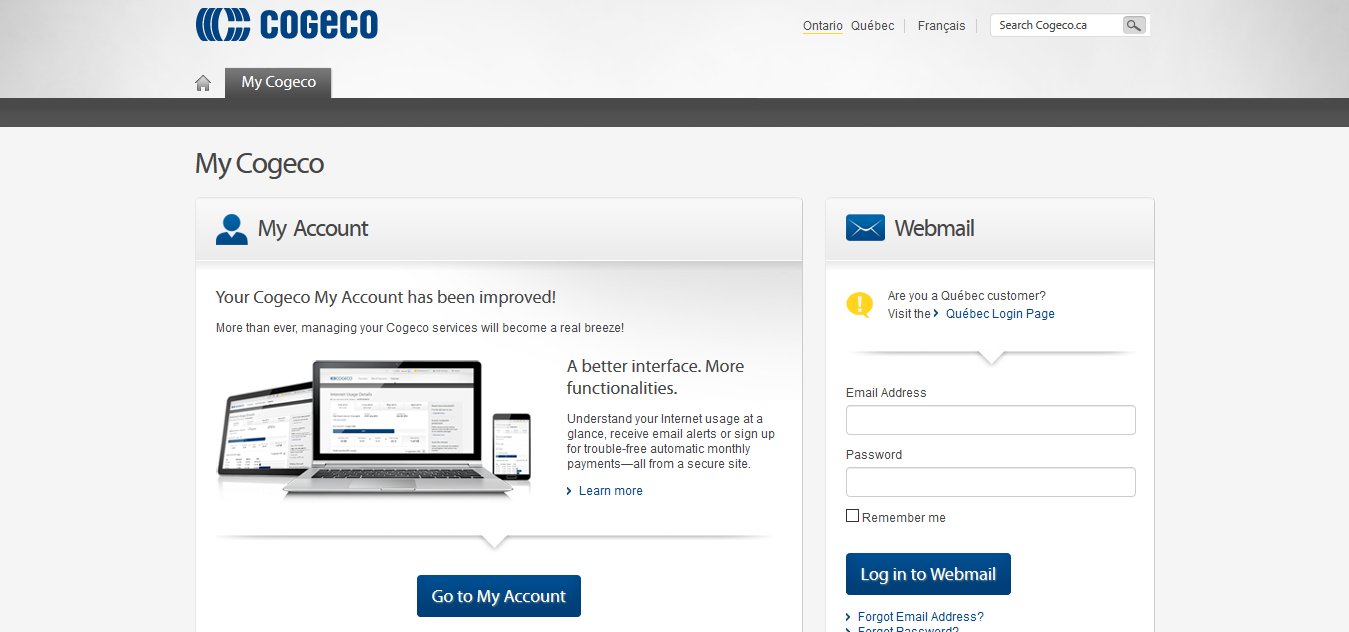 COGECO
Ontario Québec Français Search Cogeco.ca
My Cogeco
My Cogeco
My Account
Your Cogeco My Account has been improved!
More than ever, managing your Cogeco services will become a real breeze!
A better interface. More
functionalities.
Understand your Internet usage at a
glance, receive email alerts or sign up
for trouble-free automatic monthly
payments—all from a secure site.
Learn more
Go to My Account
Webmail
Are you a Québec customer?
Visit the Québec Login Page
Email Address
Password
Remember me
Log in to Webmail
Forgot Email Address?
Forgot Password?